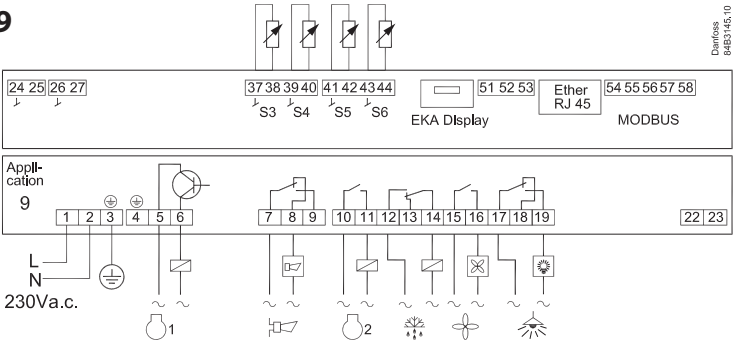 9
Danfoss
84B3145.10
24 25 26 27
37 38 39 40 41 42 43 44
51 52 53
Ether
RJ 45
54 55 56 57 58
S3 S4 S5 S6
EKA Display
MODBUS
Appli-
cation
9
1 2 3 4 5 6 7 8 9 10 11 12 13 14 15 16 17 18 19 22 23
L
N
230Va.c.
1 2